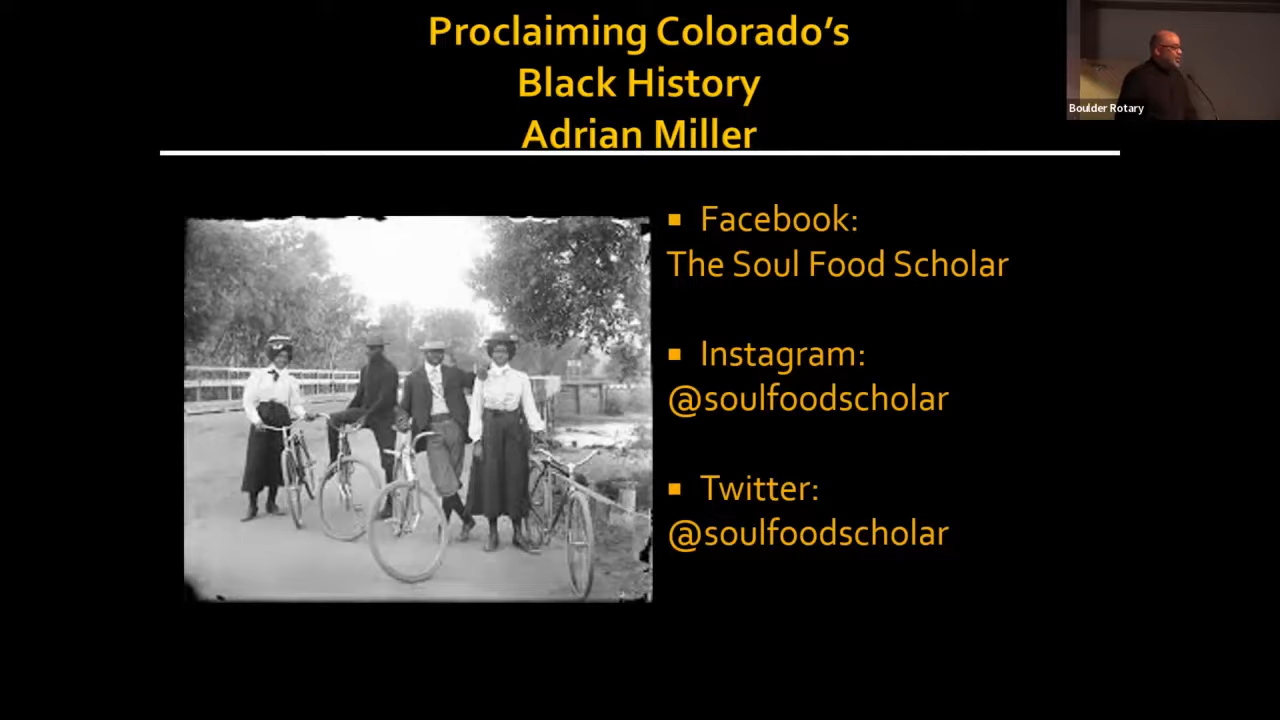 Proclaiming Colorado’s
Black History
Adrian Miller
Boulder Rotary
▪ Facebook:
The Soul Food Scholar
▪ Instagram:
@soulfoodscholar
▪ Twitter:
@soulfoodscholar